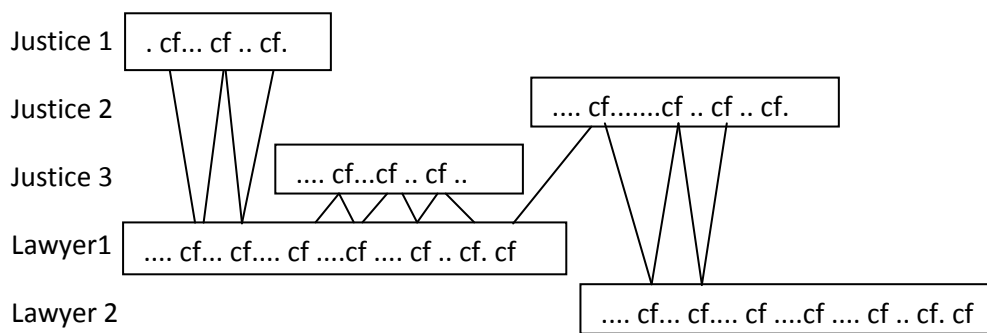 Justice 1 . cf... cf .. cf.
Justice 2 .... cf.......cf .. cf .. cf.
Justice 3 .... cf...cf .. cf ..
Lawyer1 .... cf... cf.... cf ....cf .... cf .. cf. cf
Lawyer 2 .... cf... cf.... cf ....cf .... cf .. cf. cf